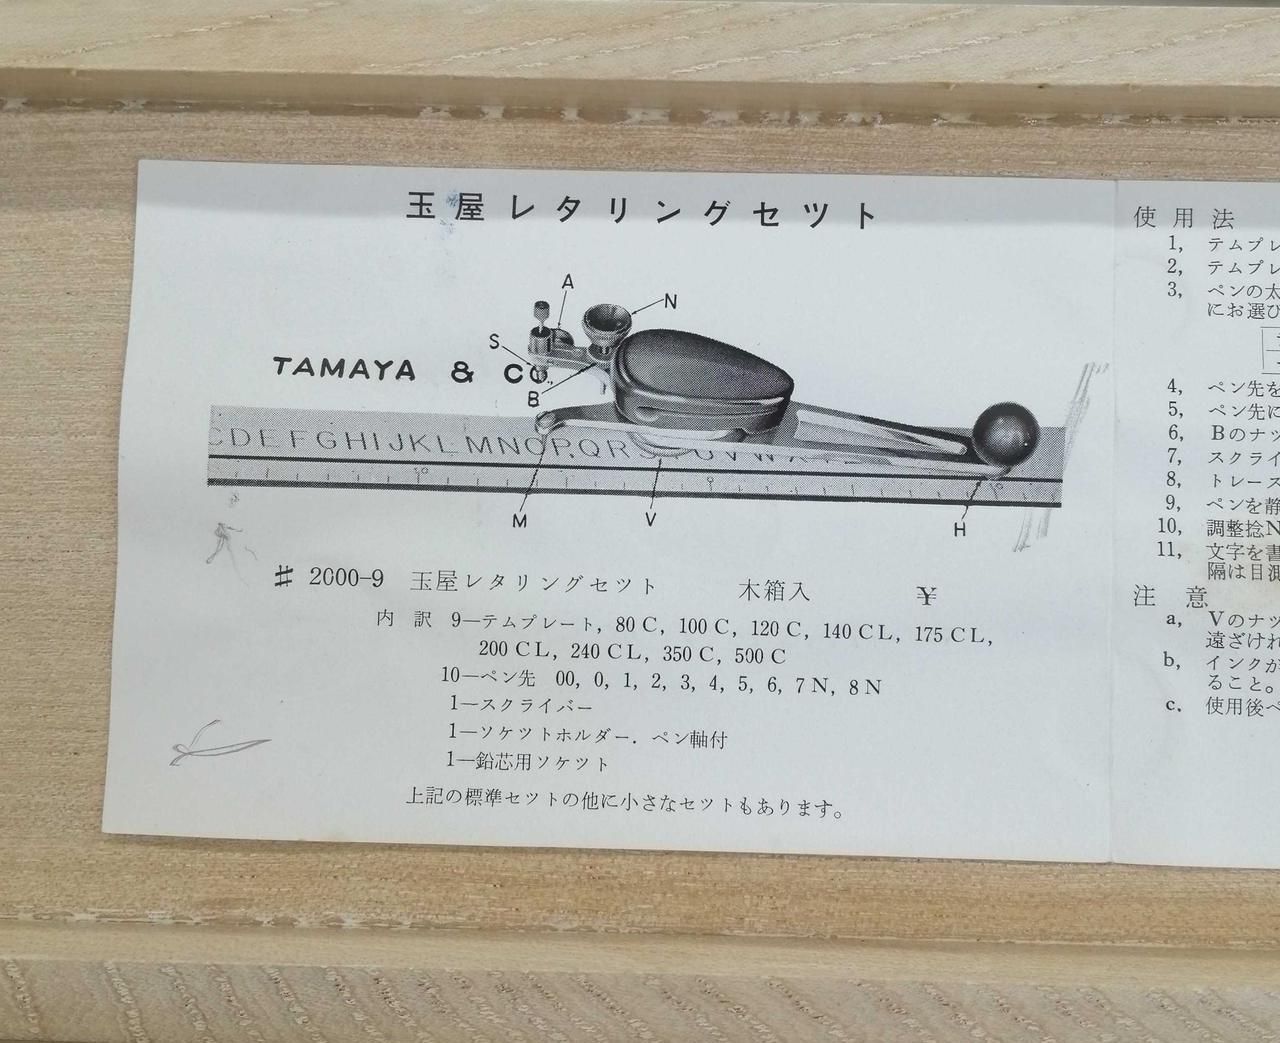 玉屋レタリングセツト
A
N
S
TAMAYA & CO.,
B
CDEFGHIJKLMNOPQR
M
V
H
♯ 2000-9 玉屋レタリングセツト 木箱入 ¥
内訳 9—テムプレート, 80 C, 100 C, 120 C, 140 CL, 175 CL,
200 CL, 240 CL, 350 C, 500 C
10—ペン先 00, 0, 1, 2, 3, 4, 5, 6, 7 N, 8 N
1—スクライバー
1—ソケツトホルダー. ペン軸付
1—鉛芯用ソケツト
上記の標準セツトの他に小さなセツトもあります。
使用法
1, テムプレ
2, テムプレ
3, ペンの太
にお選び
4, ペン先を
5, ペン先に
6, Bのナッ
7, スクライ
8, トレース
9, ペンを静
10, 調整捻N
11, 文字を書
隔は目測
注意
a, Vのナッ
遠ざけれ
b, インクが
ること。
c. 使用後ペ